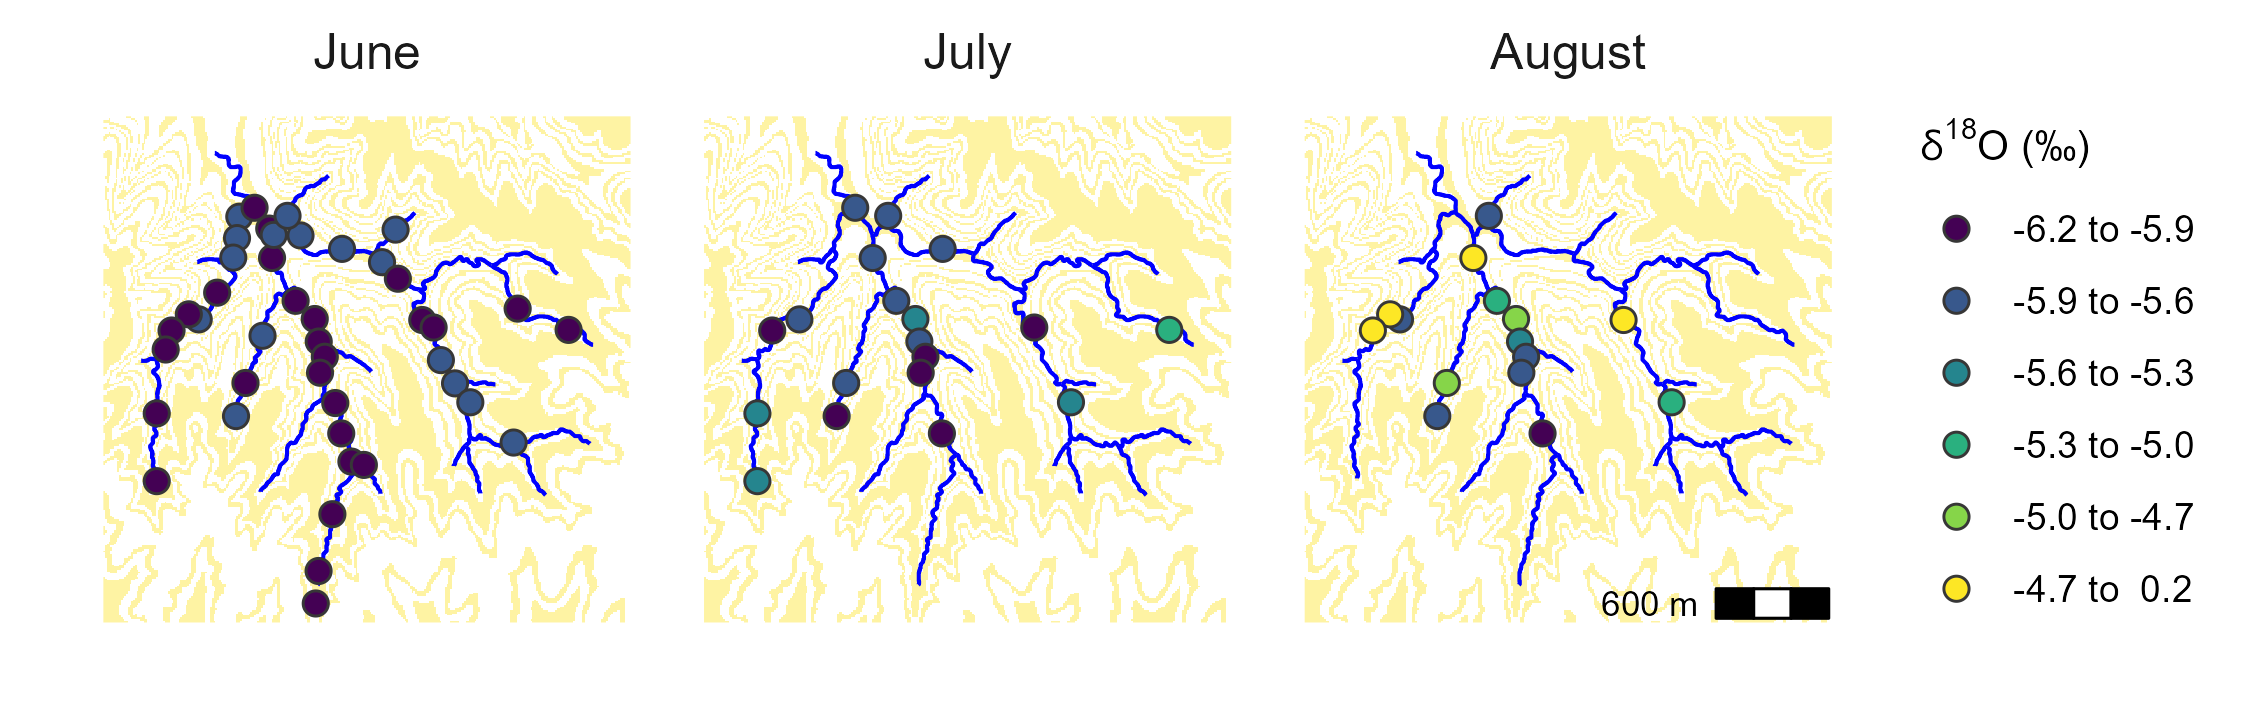 June
July
August
δ¹⁸O (‰)
-6.2 to -5.9
-5.9 to -5.6
-5.6 to -5.3
-5.3 to -5.0
-5.0 to -4.7
-4.7 to 0.2
600 m